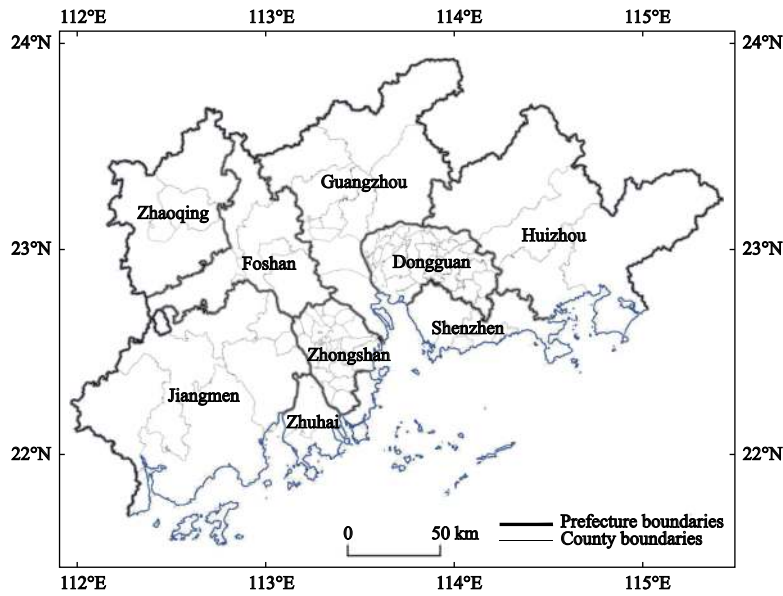 112°E 113°E 114°E 115°E
24°N 24°N
Guangzhou
Zhaoqing
Huizhou
23°N 23°N
Foshan Dongguan
Shenzhen
Zhongshan
Jiangmen
Zhuhai
22°N 22°N
0 50 km
Prefecture boundaries
County boundaries
112°E 113°E 114°E 115°E